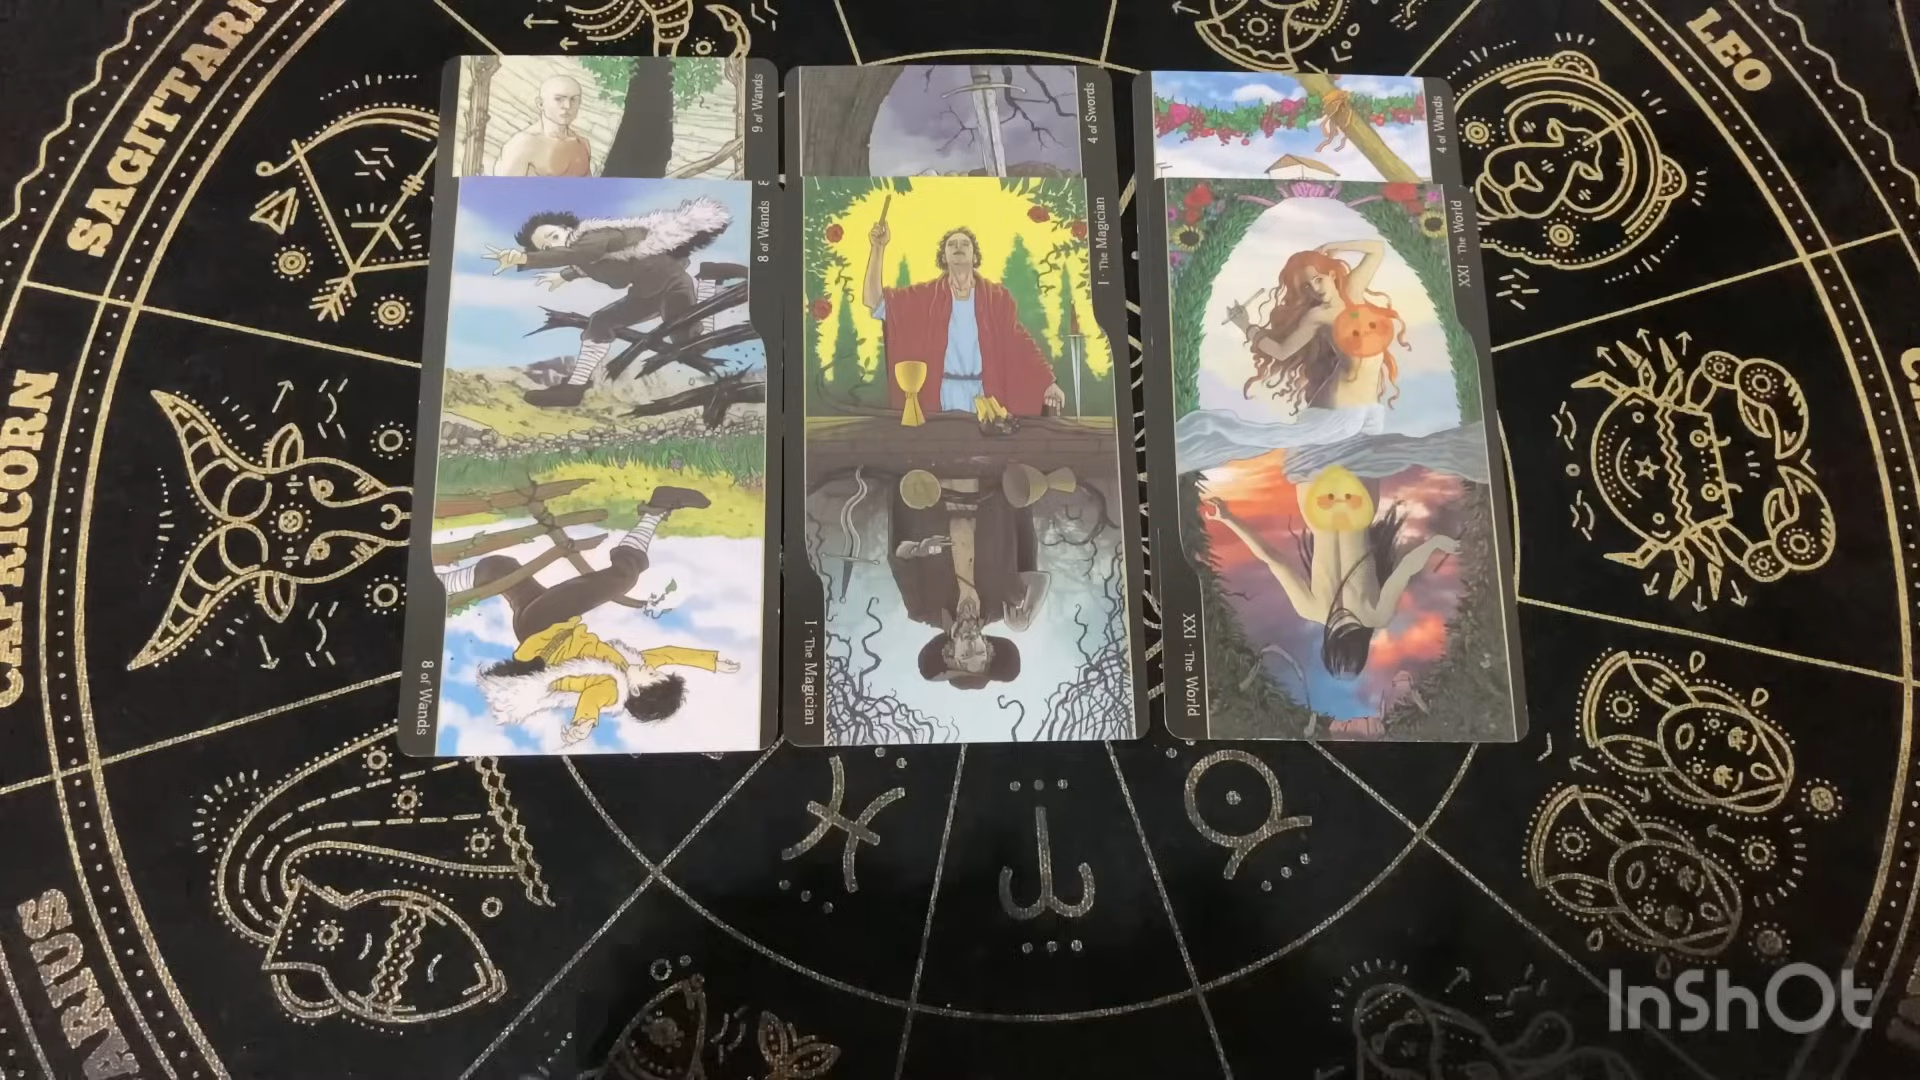 SAGITTARI
LEO
CAPRICORN
ARIUS
9 of Wands
4 of Swords
4 of Wands
8 of Wands
I · The Magician
XXI · The World
8 of Wands
I · The Magician
XXI · The World
InShOt